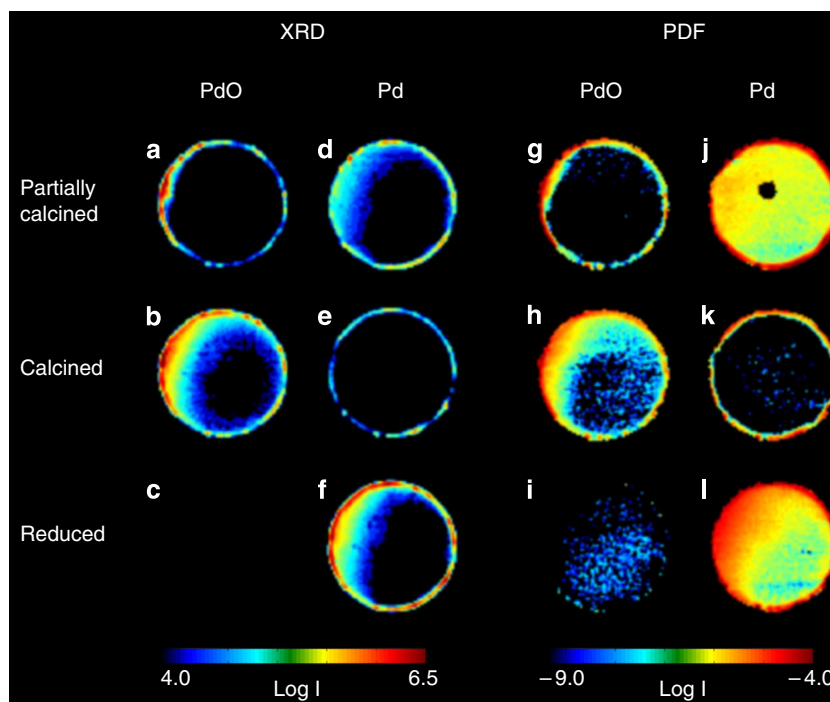 XRD PDF
PdO Pd PdO Pd
a d g j
Partially
calcined
b e h k
Calcined
c f i l
Reduced
4.0 6.5 −9.0 −4.0
Log I Log I